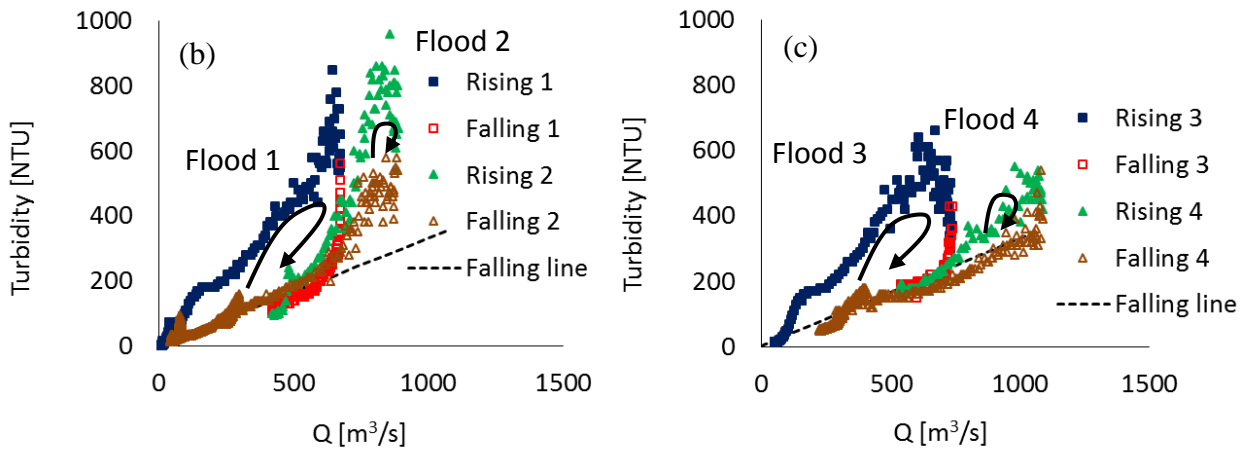 (b)
Turbidity [NTU]
1000
800
600
400
200
0
0
500
1000
1500
Q [m³/s]
Flood 1
Flood 2
Rising 1
Falling 1
Rising 2
Falling 2
Falling line
(c)
Turbidity [NTU]
1000
800
600
400
200
0
0
500
1000
1500
Q [m³/s]
Flood 3
Flood 4
Rising 3
Falling 3
Rising 4
Falling 4
Falling line